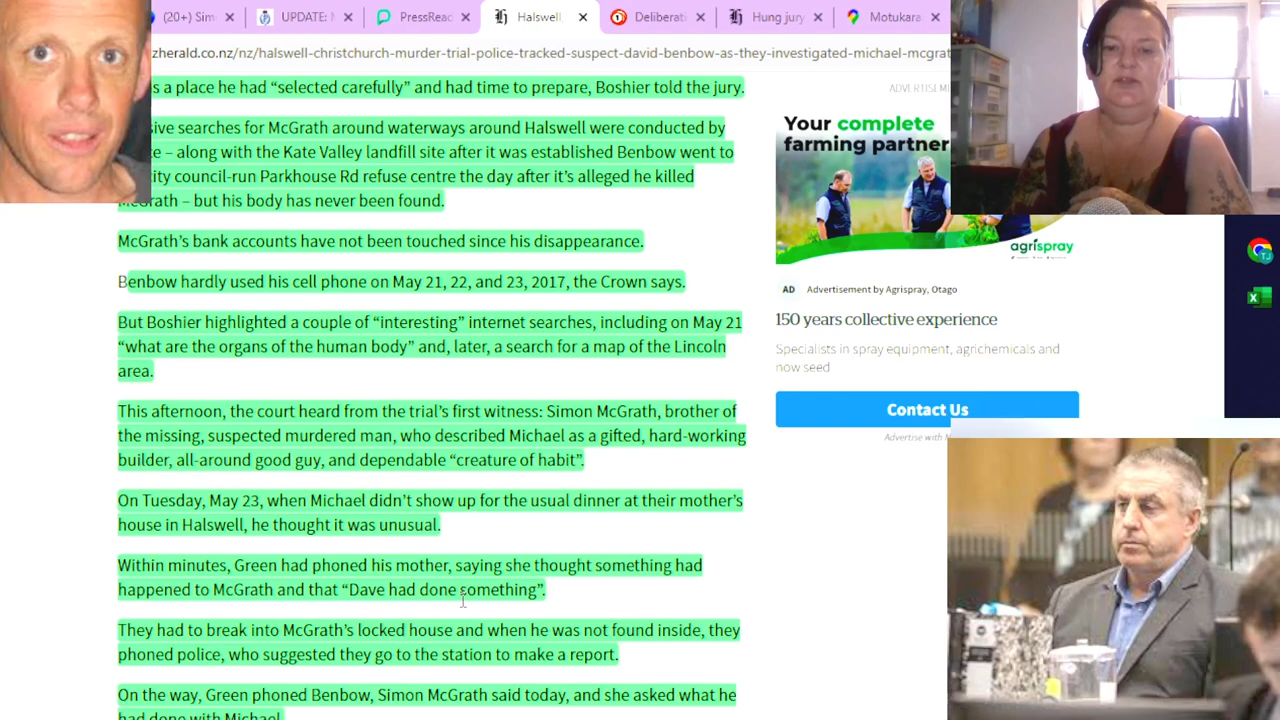 (20+) Sim
UPDATE: N
PressReac
Halswell,
Deliberati
Hung jury
Motukara
zherald.co.nz/nz/halswell-christchurch-murder-trial-police-tracked-suspect-david-benbow-as-they-investigated-michael-mcgrat
s a place he had “selected carefully” and had time to prepare, Boshier told the jury.
sive searches for McGrath around waterways around Halswell were conducted by
ce – along with the Kate Valley landfill site after it was established Benbow went to
city council-run Parkhouse Rd refuse centre the day after it’s alleged he killed
McGrath – but his body has never been found.
McGrath’s bank accounts have not been touched since his disappearance.
Benbow hardly used his cell phone on May 21, 22, and 23, 2017, the Crown says.
But Boshier highlighted a couple of “interesting” internet searches, including on May 21
“what are the organs of the human body” and, later, a search for a map of the Lincoln
area.
This afternoon, the court heard from the trial’s first witness: Simon McGrath, brother of
the missing, suspected murdered man, who described Michael as a gifted, hard-working
builder, all-around good guy, and dependable “creature of habit”.
On Tuesday, May 23, when Michael didn’t show up for the usual dinner at their mother’s
house in Halswell, he thought it was unusual.
Within minutes, Green had phoned his mother, saying she thought something had
happened to McGrath and that “Dave had done something”.
They had to break into McGrath’s locked house and when he was not found inside, they
phoned police, who suggested they go to the station to make a report.
On the way, Green phoned Benbow, Simon McGrath said today, and she asked what he
had done with Michael.
ADVERTISEM
Your complete
farming partner
agrispray
AD Advertisement by Agrispray, Otago
150 years collective experience
Specialists in spray equipment, agrichemicals and
now seed
Contact Us
Advertise with N
TJ